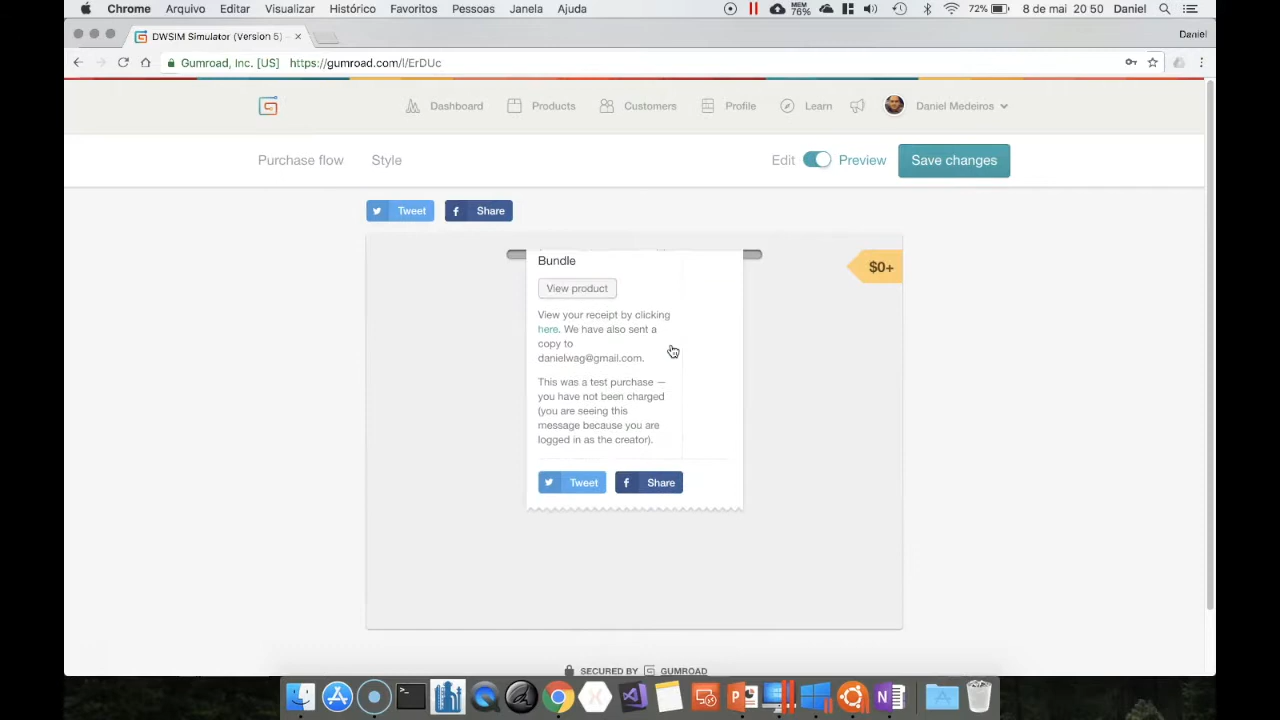 Chrome Arquivo Editar Visualizar Histórico Favoritos Pessoas Janela Ajuda MEM 76% 72% 8 de mai 20 50 Daniel
DWSIM Simulator (Version 5) Daniel
Gumroad, Inc. [US] https://gumroad.com/l/ErDUc
Dashboard Products Customers Profile Learn Daniel Medeiros
Purchase flow Style Edit Preview Save changes
Tweet Share
Bundle
$0+
View product
View your receipt by clicking
here. We have also sent a
copy to
danielwag@gmail.com.
This was a test purchase —
you have not been charged
(you are seeing this
message because you are
logged in as the creator).
Tweet Share
SECURED BY GUMROAD